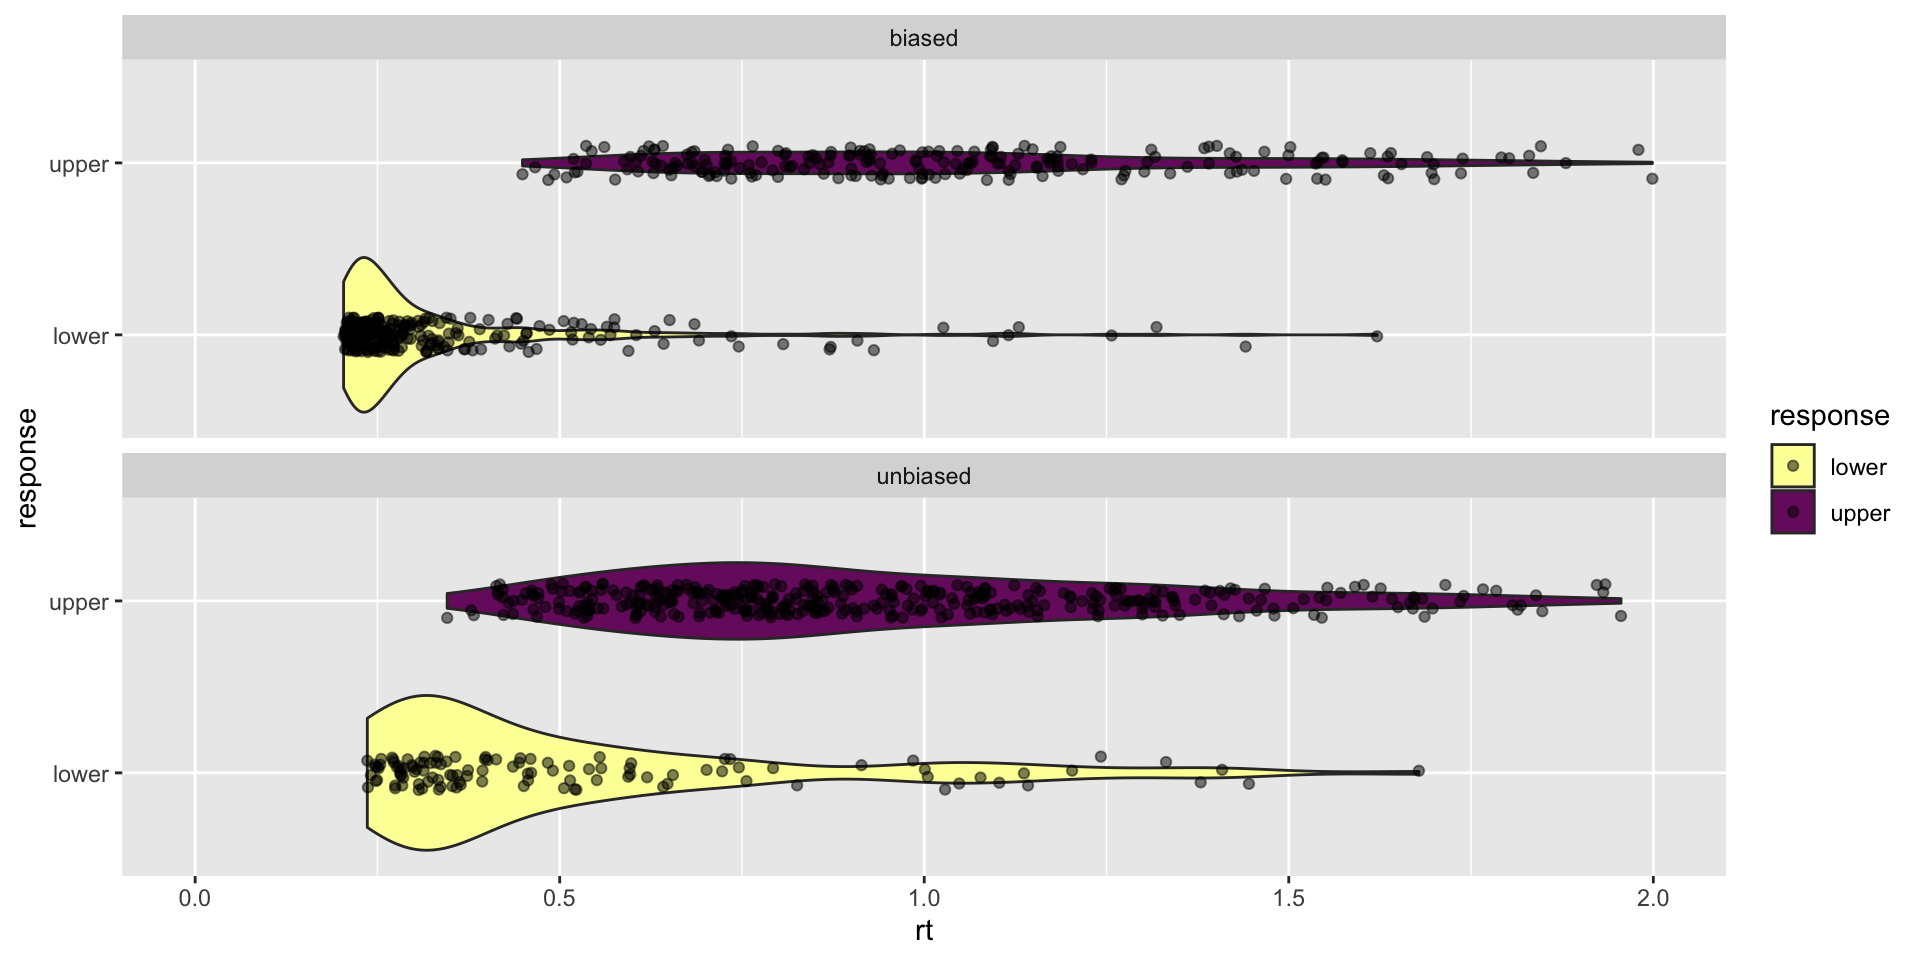 biased
upper
lower
unbiased
upper
lower
0.0 0.5 1.0 1.5 2.0
rt
response
response
lower
upper